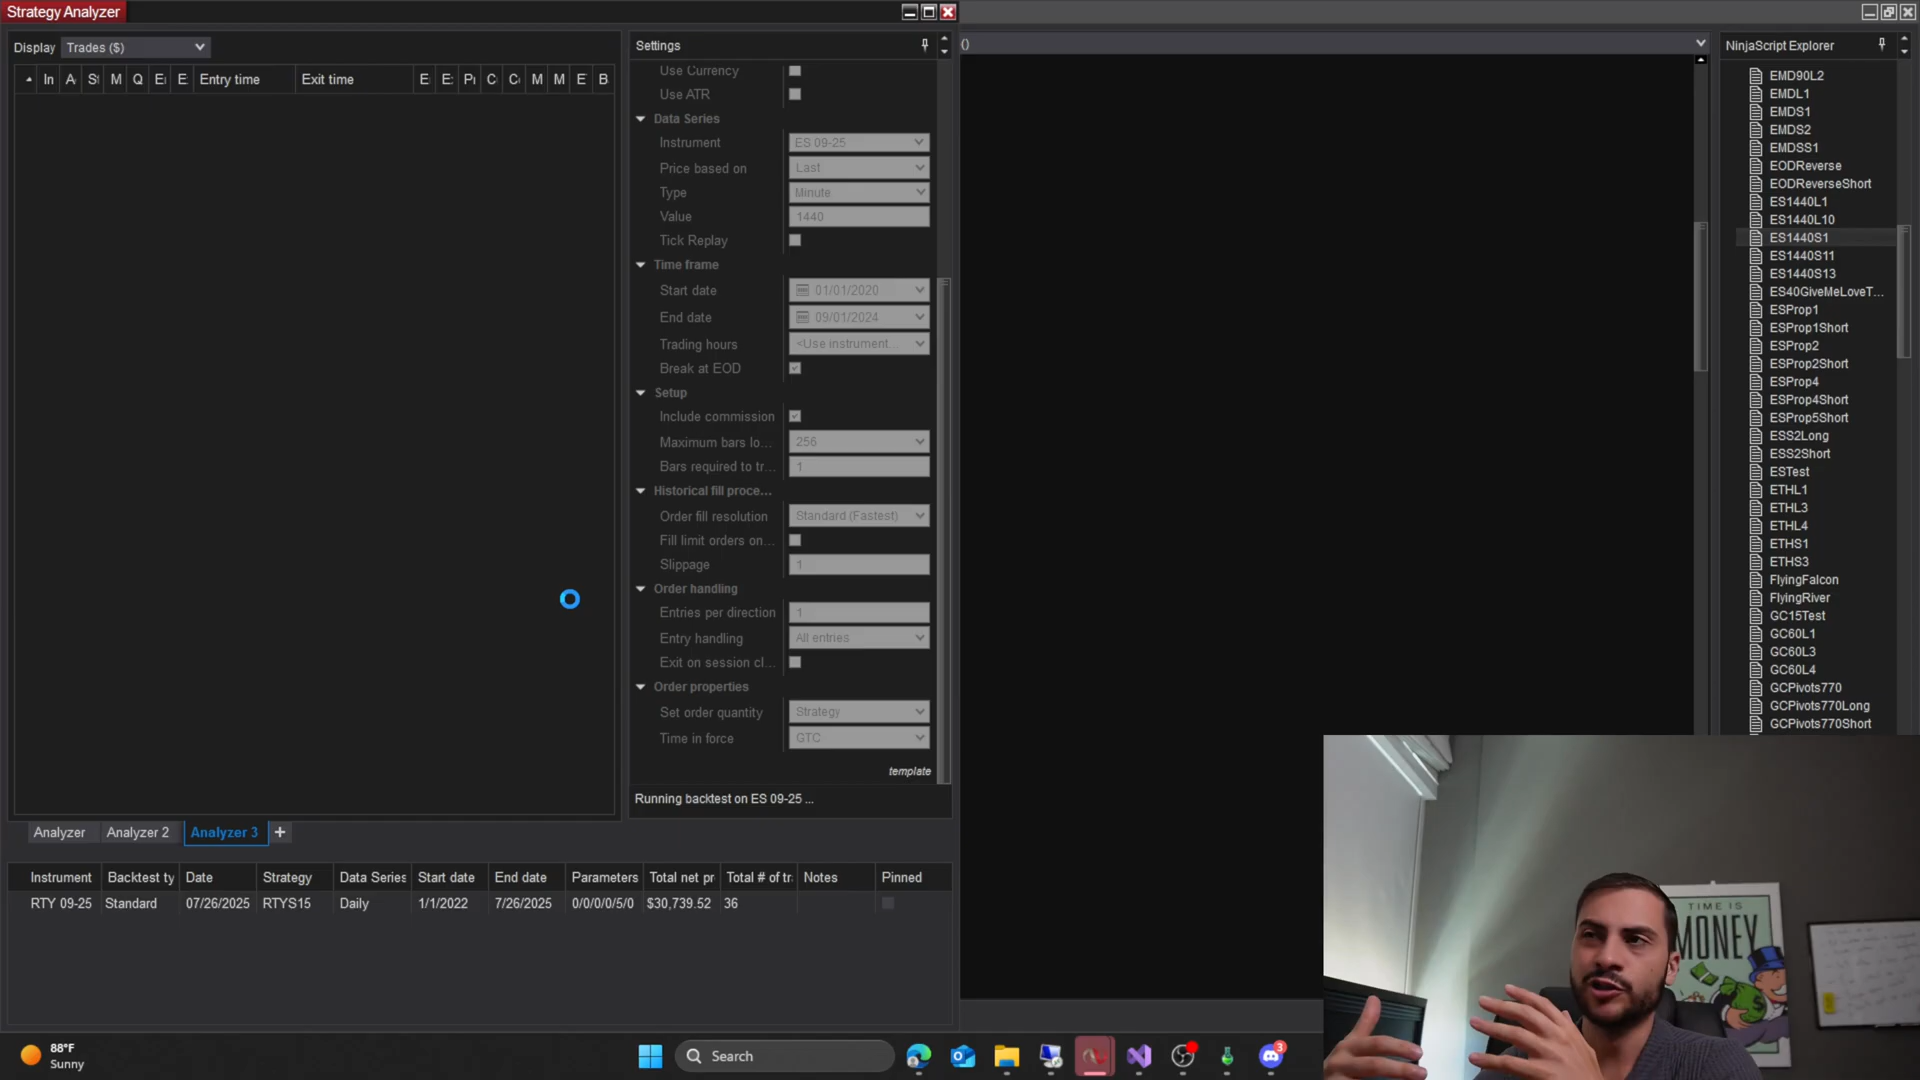 Strategy Analyzer
Display Trades ($)
In A St M Q E E Entry time Exit time E E P C C M M E B
Settings
Use Currency
Use ATR
Data Series
Instrument ES 09-25
Price based on Last
Type Minute
Value 1440
Tick Replay
Time frame
Start date 01/01/2020
End date 09/01/2024
Trading hours <Use instrument...
Break at EOD
Setup
Include commission
Maximum bars lo... 256
Bars required to tr... 1
Historical fill proce...
Order fill resolution Standard (Fastest)
Fill limit orders on...
Slippage 1
Order handling
Entries per direction 1
Entry handling All entries
Exit on session cl...
Order properties
Set order quantity Strategy
Time in force GTC
template
Running backtest on ES 09-25 ...
Analyzer Analyzer 2 Analyzer 3 +
Instrument Backtest ty Date Strategy Data Series Start date End date Parameters Total net pr Total # of tr Notes Pinned
RTY 09-25 Standard 07/26/2025 RTYS15 Daily 1/1/2022 7/26/2025 0/0/0/0/5/0 $30,739.52 36
()
NinjaScript Explorer
EMD90L2
EMDL1
EMDS1
EMDS2
EMDSS1
EODReverse
EODReverseShort
ES1440L1
ES1440L10
ES1440S1
ES1440S11
ES1440S13
ES40GiveMeLoveT...
ESProp1
ESProp1Short
ESProp2
ESProp2Short
ESProp4
ESProp4Short
ESProp5Short
ESS2Long
ESS2Short
ESTest
ETHL1
ETHL3
ETHL4
ETHS1
ETHS3
FlyingFalcon
FlyingRiver
GC15Test
GC60L1
GC60L3
GC60L4
GCPivots770
GCPivots770Long
GCPivots770Short
TIME IS
MONEY
88°F
Sunny
Search
3